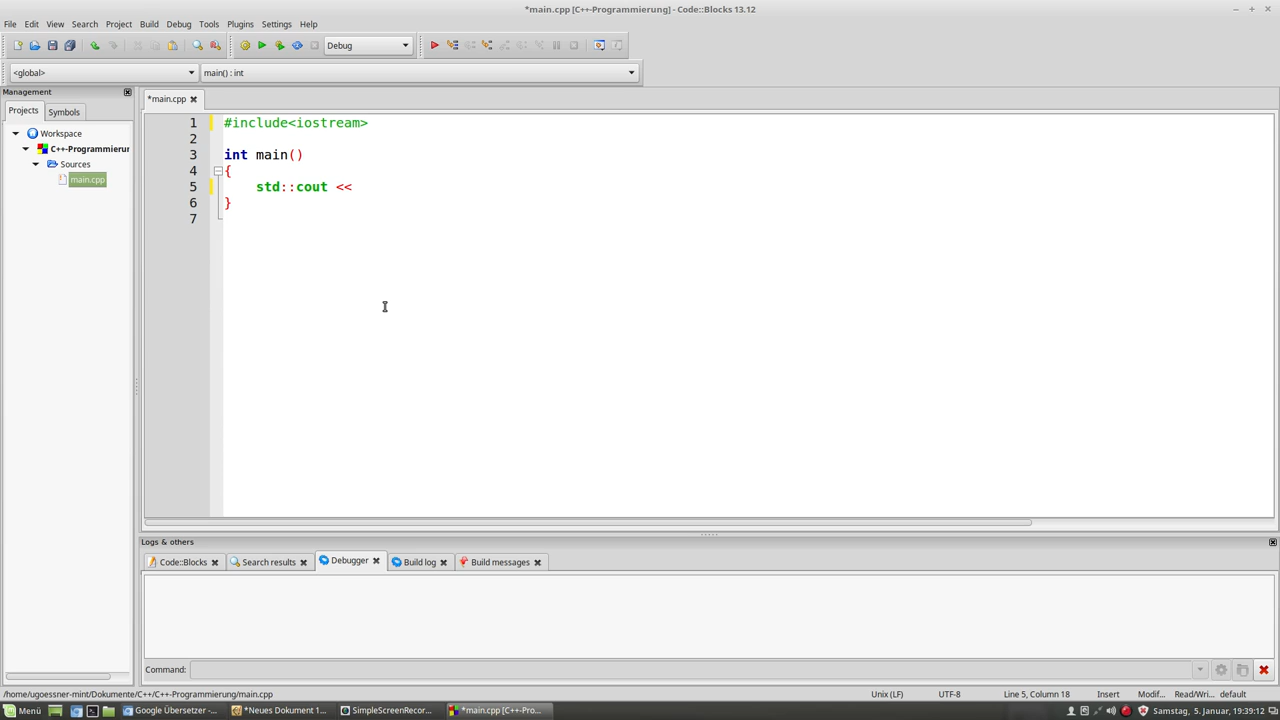 *main.cpp [C++-Programmierung] - Code::Blocks 13.12
File Edit View Search Project Build Debug Tools Plugins Settings Help
Debug
<global> main() : int
Management
Projects Symbols
Workspace
C++-Programmierun
Sources
main.cpp
*main.cpp
1 #include<iostream>
2
3 int main()
4 {
5 std::cout <<
6 }
7
Logs & others
Code::Blocks Search results Debugger Build log Build messages
Command:
/home/ugoessner-mint/Dokumente/C++/C++-Programmierung/main.cpp Unix (LF) UTF-8 Line 5, Column 18 Insert Modif... Read/Wri... default
Menü Google Übersetzer -... *Neues Dokument 1... SimpleScreenRecor... *main.cpp [C++-Pro... Samstag, 5. Januar, 19:39:12